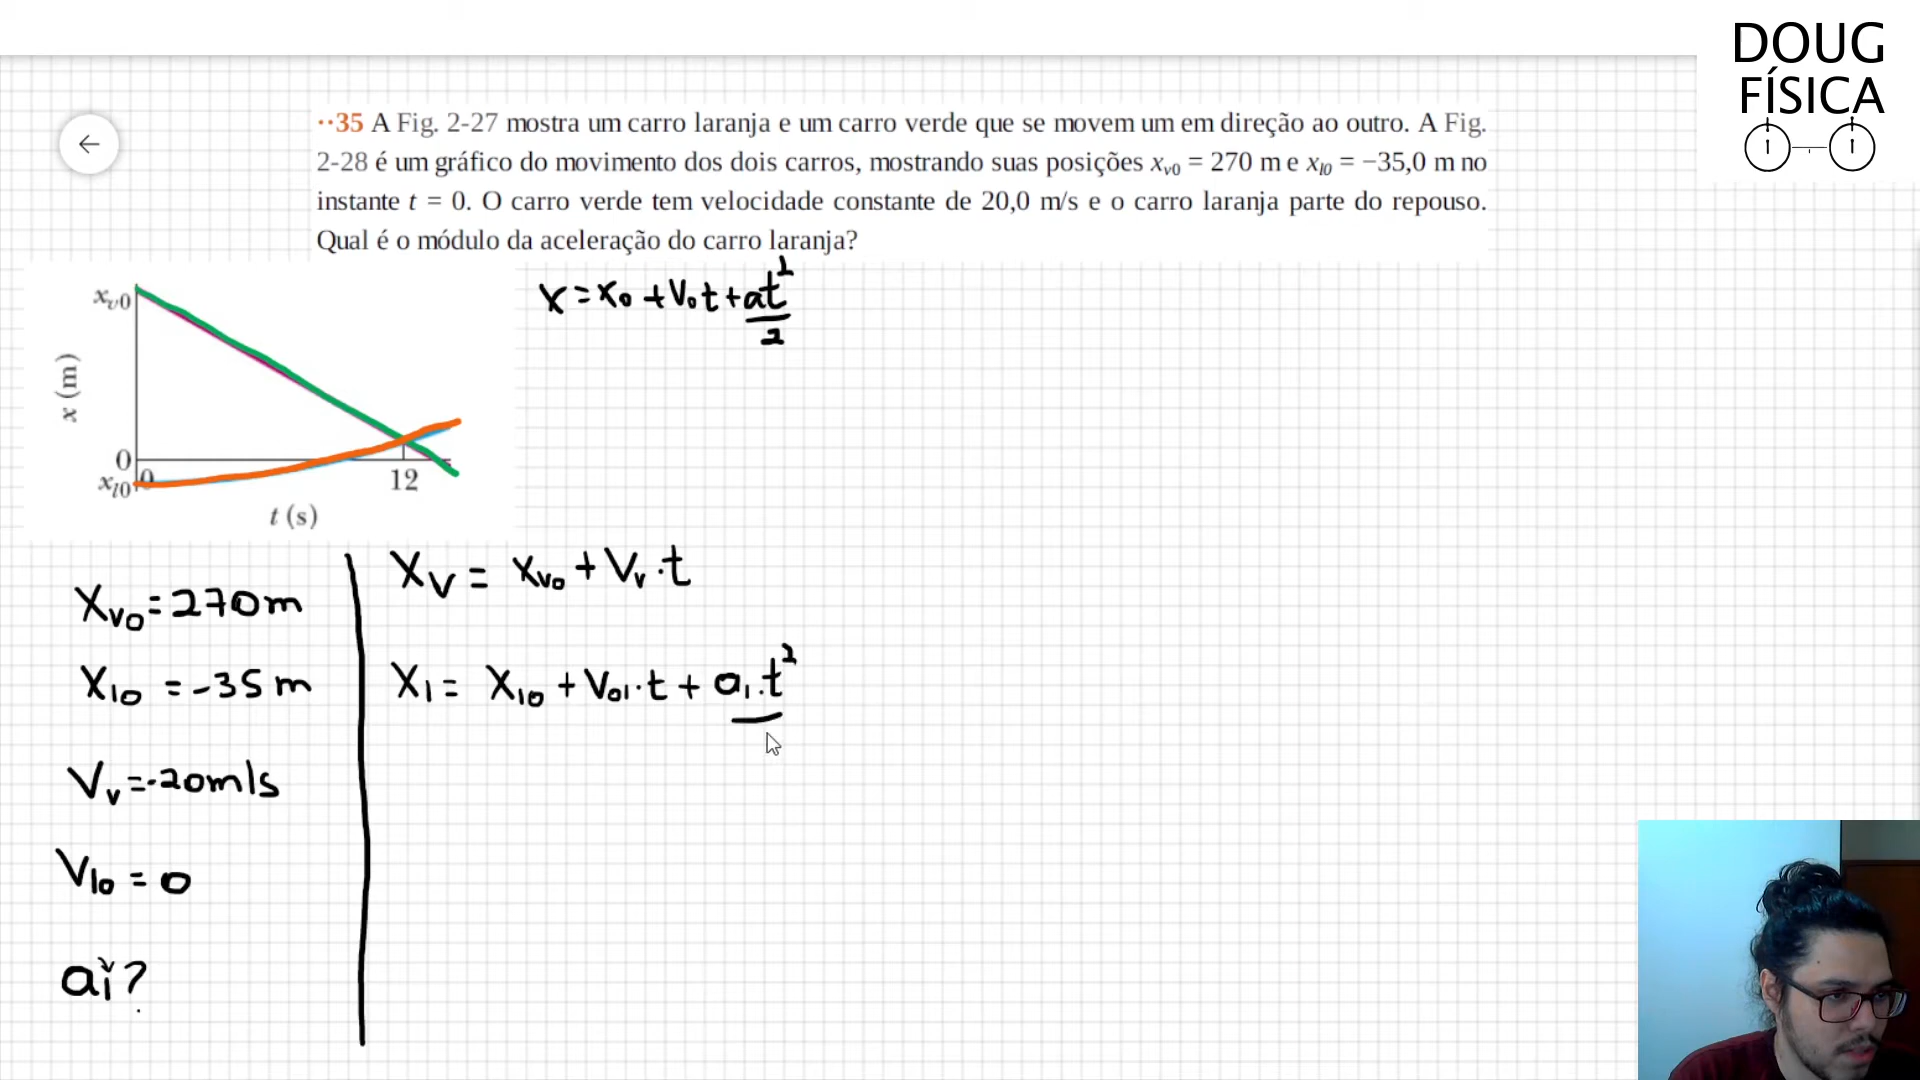 DOUG
FÍSICA
··35 A Fig. 2-27 mostra um carro laranja e um carro verde que se movem um em direção ao outro. A Fig.
2-28 é um gráfico do movimento dos dois carros, mostrando suas posições xv0 = 270 m e xl0 = −35,0 m no
instante t = 0. O carro verde tem velocidade constante de 20,0 m/s e o carro laranja parte do repouso.
Qual é o módulo da aceleração do carro laranja?
x = x₀ + V₀t + at²/2
xv0
x (m)
0
xl0
0
12
t (s)
Xv = Xv₀ + Vv·t
Xv₀ = 270m
Xl₀ = -35m
Xl = Xl₀ + V₀l·t + al·t²
Vv = -20m/s
Vl₀ = 0
al?